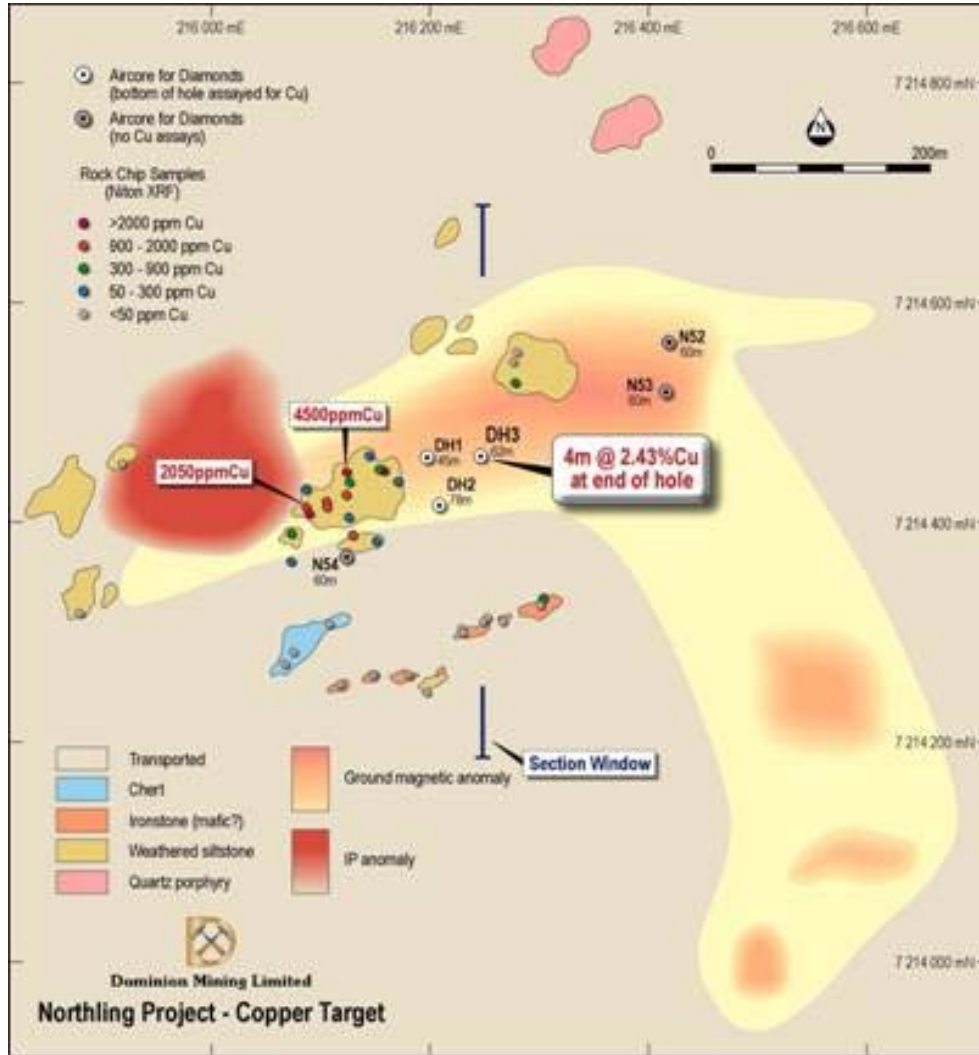 216 000 mE
216 200 mE
216 400 mE
216 600 mE
7 214 800 mN
7 214 600 mN
7 214 400 mN
7 214 200 mN
7 214 000 mN
Aircore for Diamonds
(bottom of hole assayed for Cu)
Aircore for Diamonds
(no Cu assays)
Rock Chip Samples
(Niton XRF)
>2000 ppm Cu
900 - 2000 ppm Cu
300 - 900 ppm Cu
50 - 300 ppm Cu
<50 ppm Cu
N
0
200m
N52
60m
N53
60m
4500ppmCu
2050ppmCu
DH1
45m
DH3
62m
DH2
78m
4m @ 2.43%Cu
at end of hole
N54
60m
Section Window
Transported
Chert
Ironstone (mafic?)
Weathered siltstone
Quartz porphyry
Ground magnetic anomaly
IP anomaly
D
Dominion Mining Limited
Northling Project - Copper Target